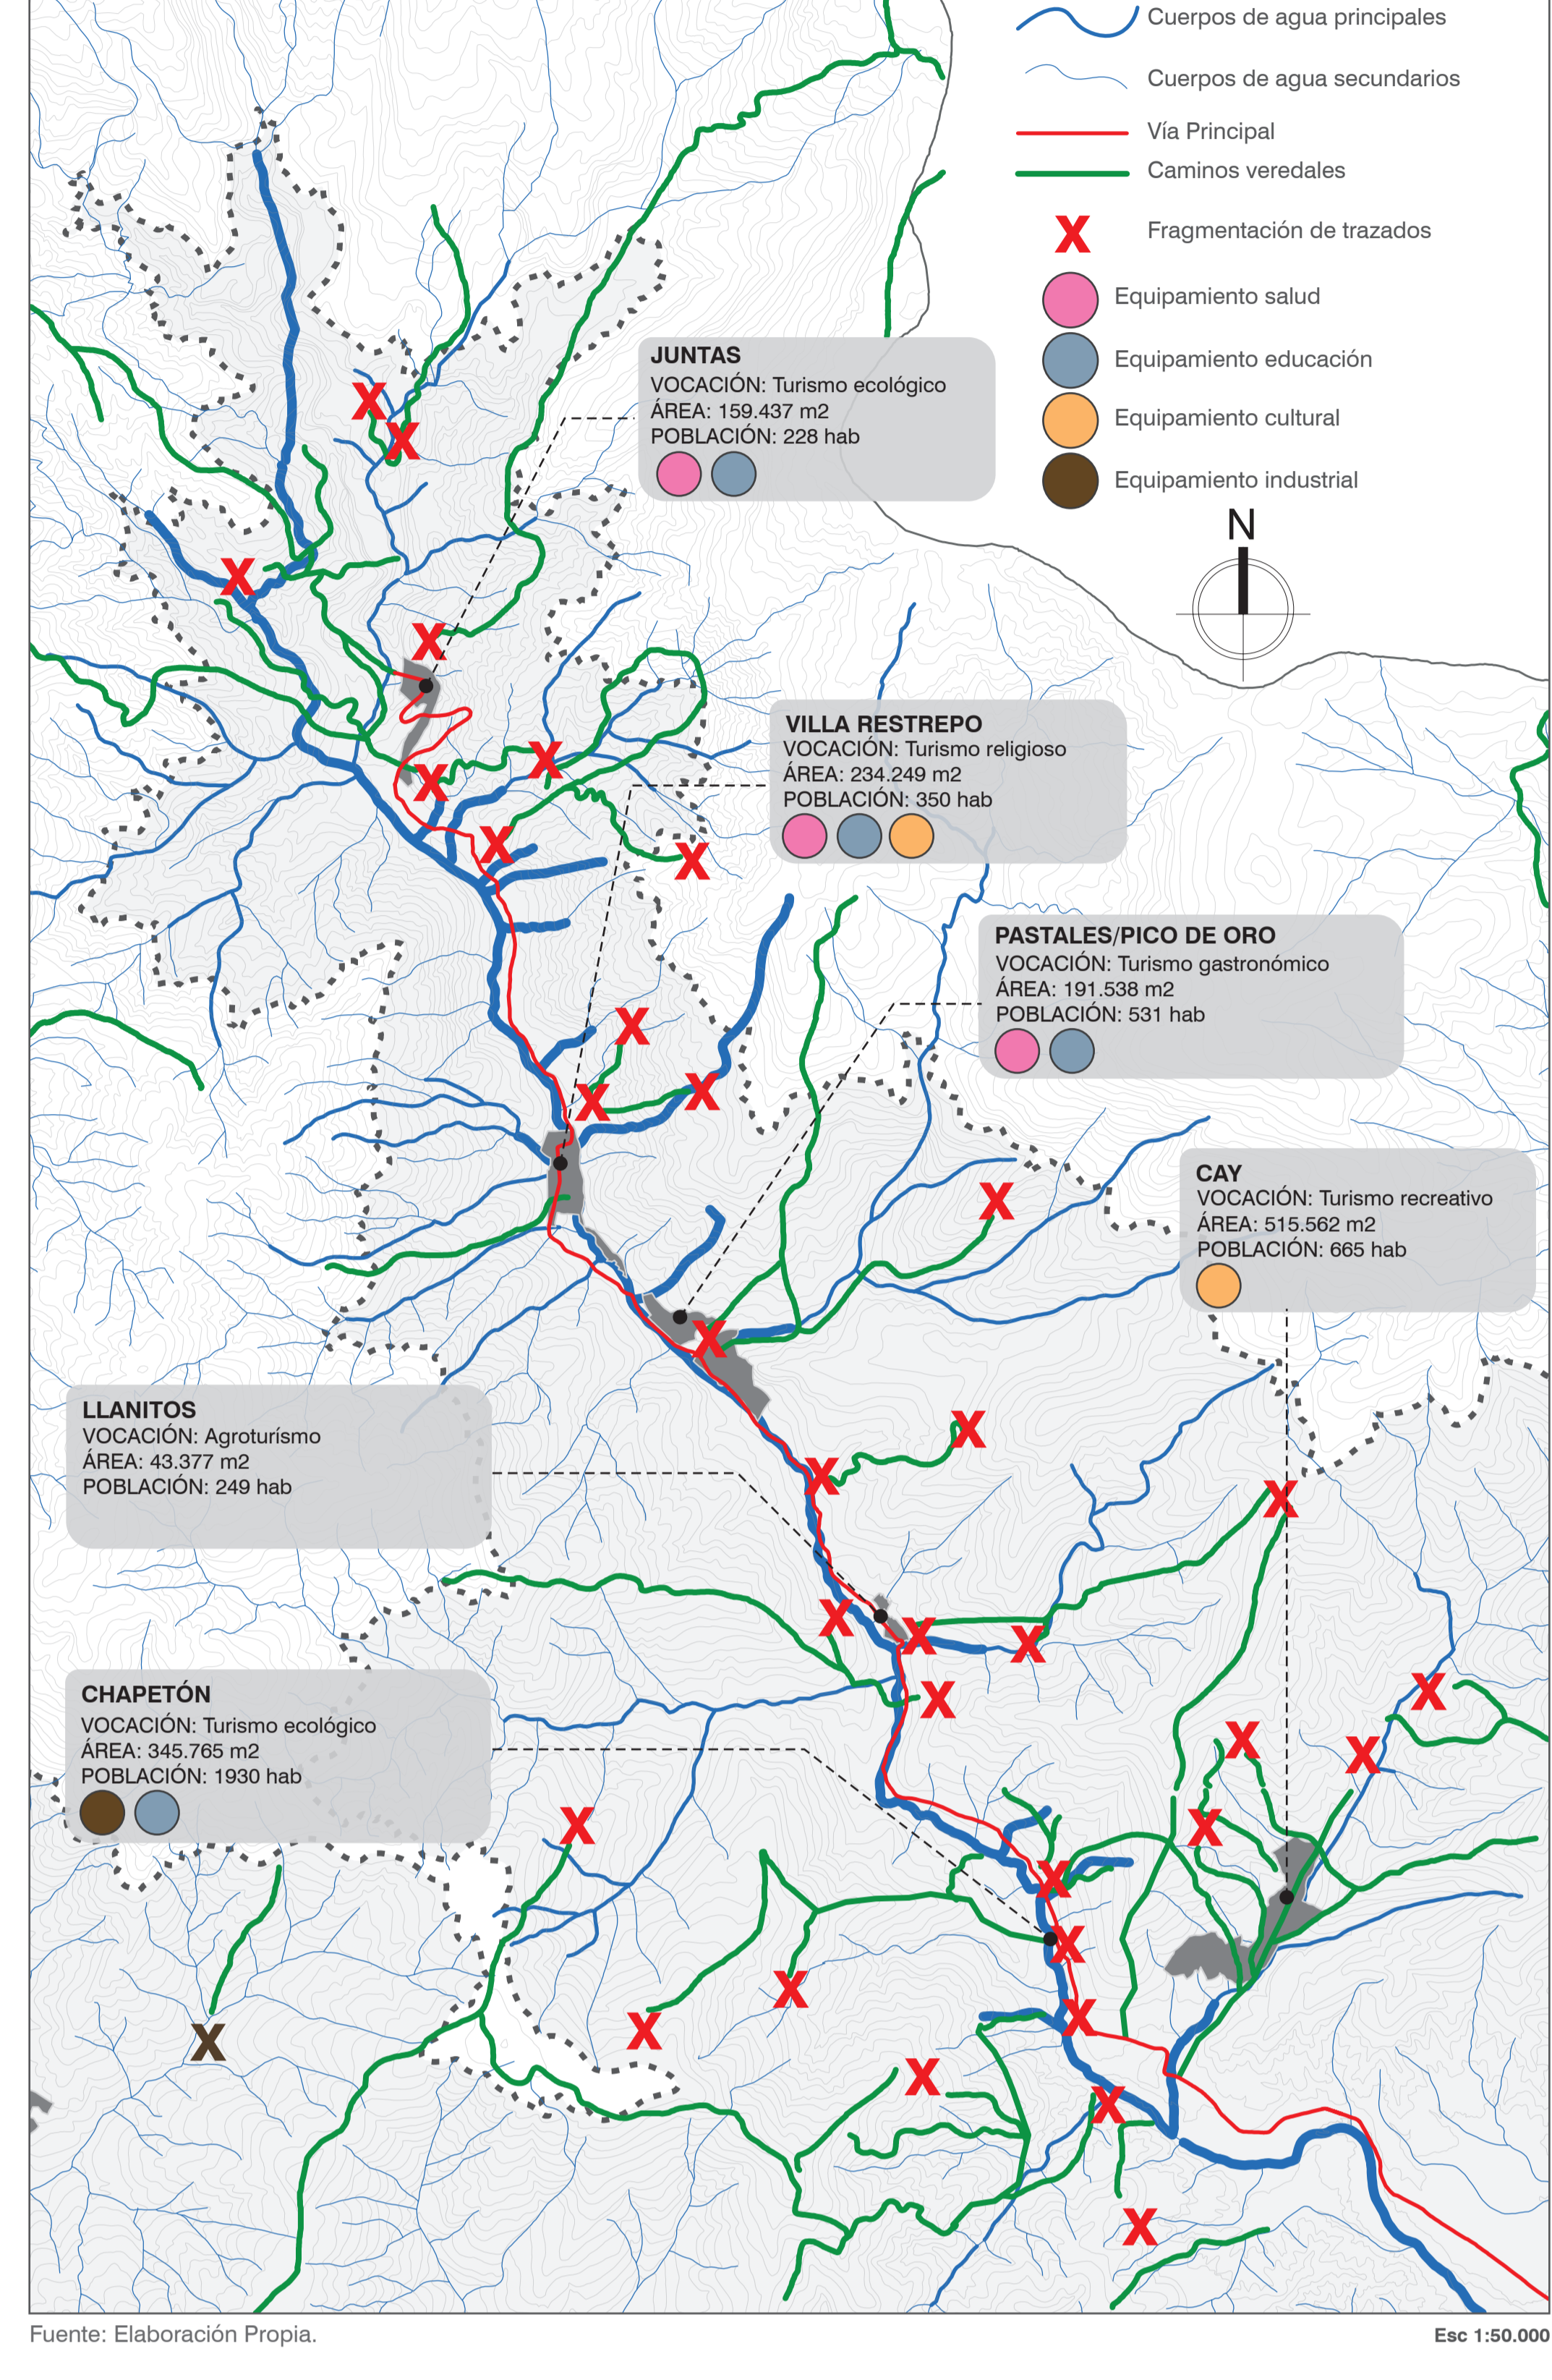 Cuerpos de agua principales
Cuerpos de agua secundarios
Vía Principal
Caminos veredales
X Fragmentación de trazados
Equipamiento salud
Equipamiento educación
Equipamiento cultural
Equipamiento industrial
N
JUNTAS
VOCACIÓN: Turismo ecológico
ÁREA: 159.437 m2
POBLACIÓN: 228 hab
VILLA RESTREPO
VOCACIÓN: Turismo religioso
ÁREA: 234.249 m2
POBLACIÓN: 350 hab
PASTALES/PICO DE ORO
VOCACIÓN: Turismo gastronómico
ÁREA: 191.538 m2
POBLACIÓN: 531 hab
CAY
VOCACIÓN: Turismo recreativo
ÁREA: 515.562 m2
POBLACIÓN: 665 hab
LLANITOS
VOCACIÓN: Agroturísmo
ÁREA: 43.377 m2
POBLACIÓN: 249 hab
CHAPETÓN
VOCACIÓN: Turismo ecológico
ÁREA: 345.765 m2
POBLACIÓN: 1930 hab
Fuente: Elaboración Propia.
Esc 1:50.000